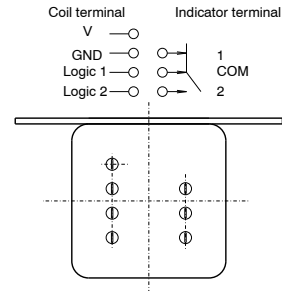 Coil terminal Indicator terminal
V
GND 1
Logic 1 COM
Logic 2 2